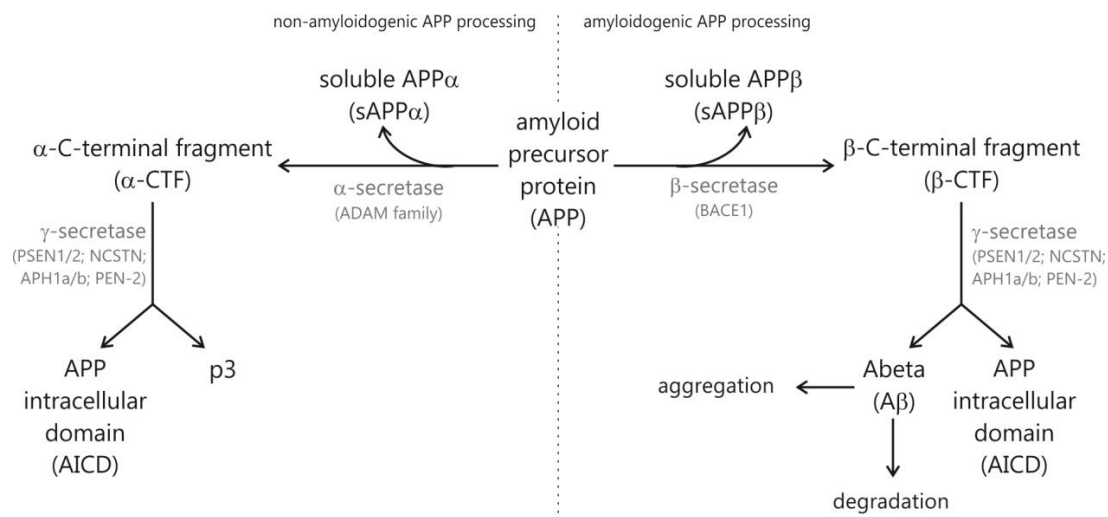 non-amyloidogenic APP processing
amyloidogenic APP processing
soluble APPα
(sAPPα)
soluble APPβ
(sAPPβ)
amyloid
precursor
protein
(APP)
α-C-terminal fragment
(α-CTF)
α-secretase
(ADAM family)
β-secretase
(BACE1)
β-C-terminal fragment
(β-CTF)
γ-secretase
(PSEN1/2; NCSTN;
APH1a/b; PEN-2)
γ-secretase
(PSEN1/2; NCSTN;
APH1a/b; PEN-2)
APP
intracellular
domain
(AICD)
p3
aggregation
Abeta
(Aβ)
APP
intracellular
domain
(AICD)
degradation